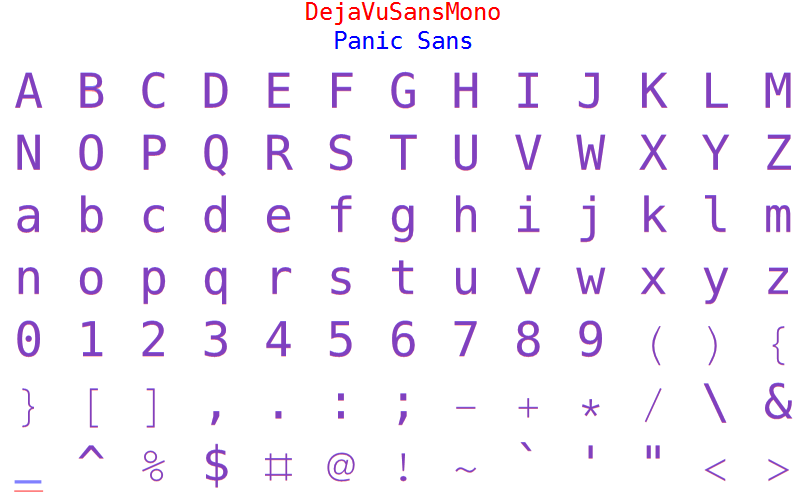 DejaVuSansMono
Panic Sans
A B C D E F G H I J K L M
N O P Q R S T U V W X Y Z
a b c d e f g h i j k l m
n o p q r s t u v w x y z
0 1 2 3 4 5 6 7 8 9 ( ) {
} [ ] , . : ; - + * / \ &
_ ^ % $ # @ ! ~ ` ' " < >